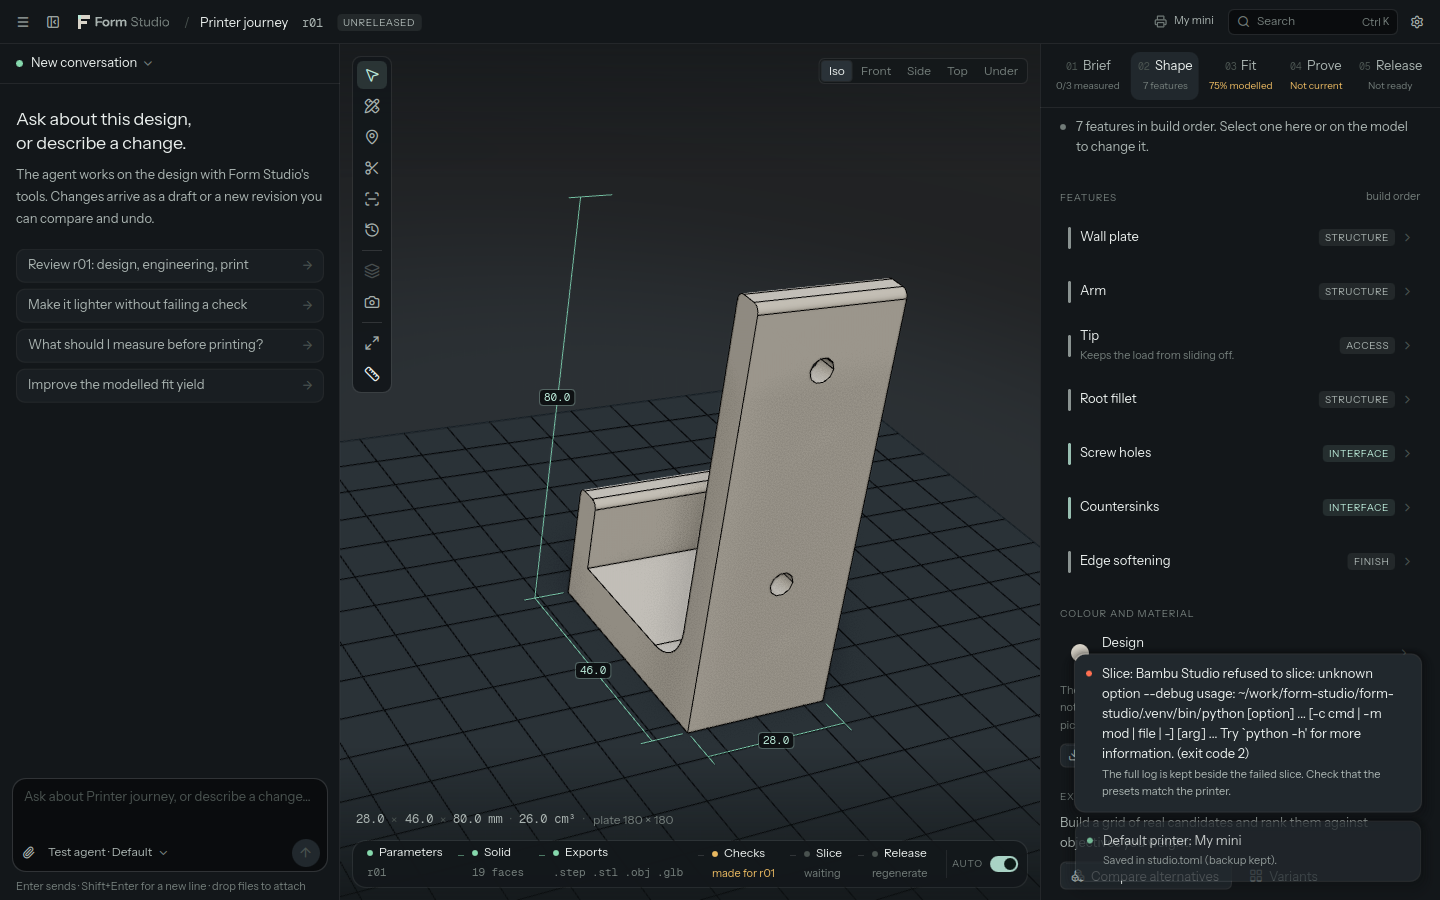 Form Studio / Printer journey r01 UNRELEASED
My mini
Search Ctrl K
New conversation
Ask about this design,
or describe a change.
The agent works on the design with Form Studio's
tools. Changes arrive as a draft or a new revision you
can compare and undo.
Review r01: design, engineering, print
Make it lighter without failing a check
What should I measure before printing?
Improve the modelled fit yield
Ask about Printer journey, or describe a change...
Test agent · Default
Enter sends · Shift+Enter for a new line · drop files to attach
Iso Front Side Top Under
80.0
46.0
28.0
28.0 × 46.0 × 80.0 mm · 26.0 cm³ · plate 180 × 180
Parameters
r01
Solid
19 faces
Exports
.step .stl .obj .glb
Checks
made for r01
Slice
waiting
Release
regenerate
AUTO
01 Brief
0/3 measured
02 Shape
7 features
03 Fit
75% modelled
04 Prove
Not current
05 Release
Not ready
7 features in build order. Select one here or on the model
to change it.
FEATURES build order
Wall plate STRUCTURE
Arm STRUCTURE
Tip
Keeps the load from sliding off.
ACCESS
Root fillet STRUCTURE
Screw holes INTERFACE
Countersinks INTERFACE
Edge softening FINISH
COLOUR AND MATERIAL
Design
Slice: Bambu Studio refused to slice: unknown
option --debug usage: ~/work/form-studio/form-
studio/.venv/bin/python [option] ... [-c cmd | -m
mod | file | -] [arg] ... Try `python -h' for more
information. (exit code 2)
The full log is kept beside the failed slice. Check that the
presets match the printer.
Build a grid of real candidates and rank them against
Default printer: My mini
Saved in studio.toml (backup kept).
Compare alternatives
Variants